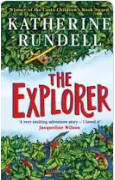 Winner of the Costa Children's Book Award
KATHERINE
RUNDELL
THE
EXPLORER
'A very exciting adventure story – I loved it'
Jacqueline Wilson